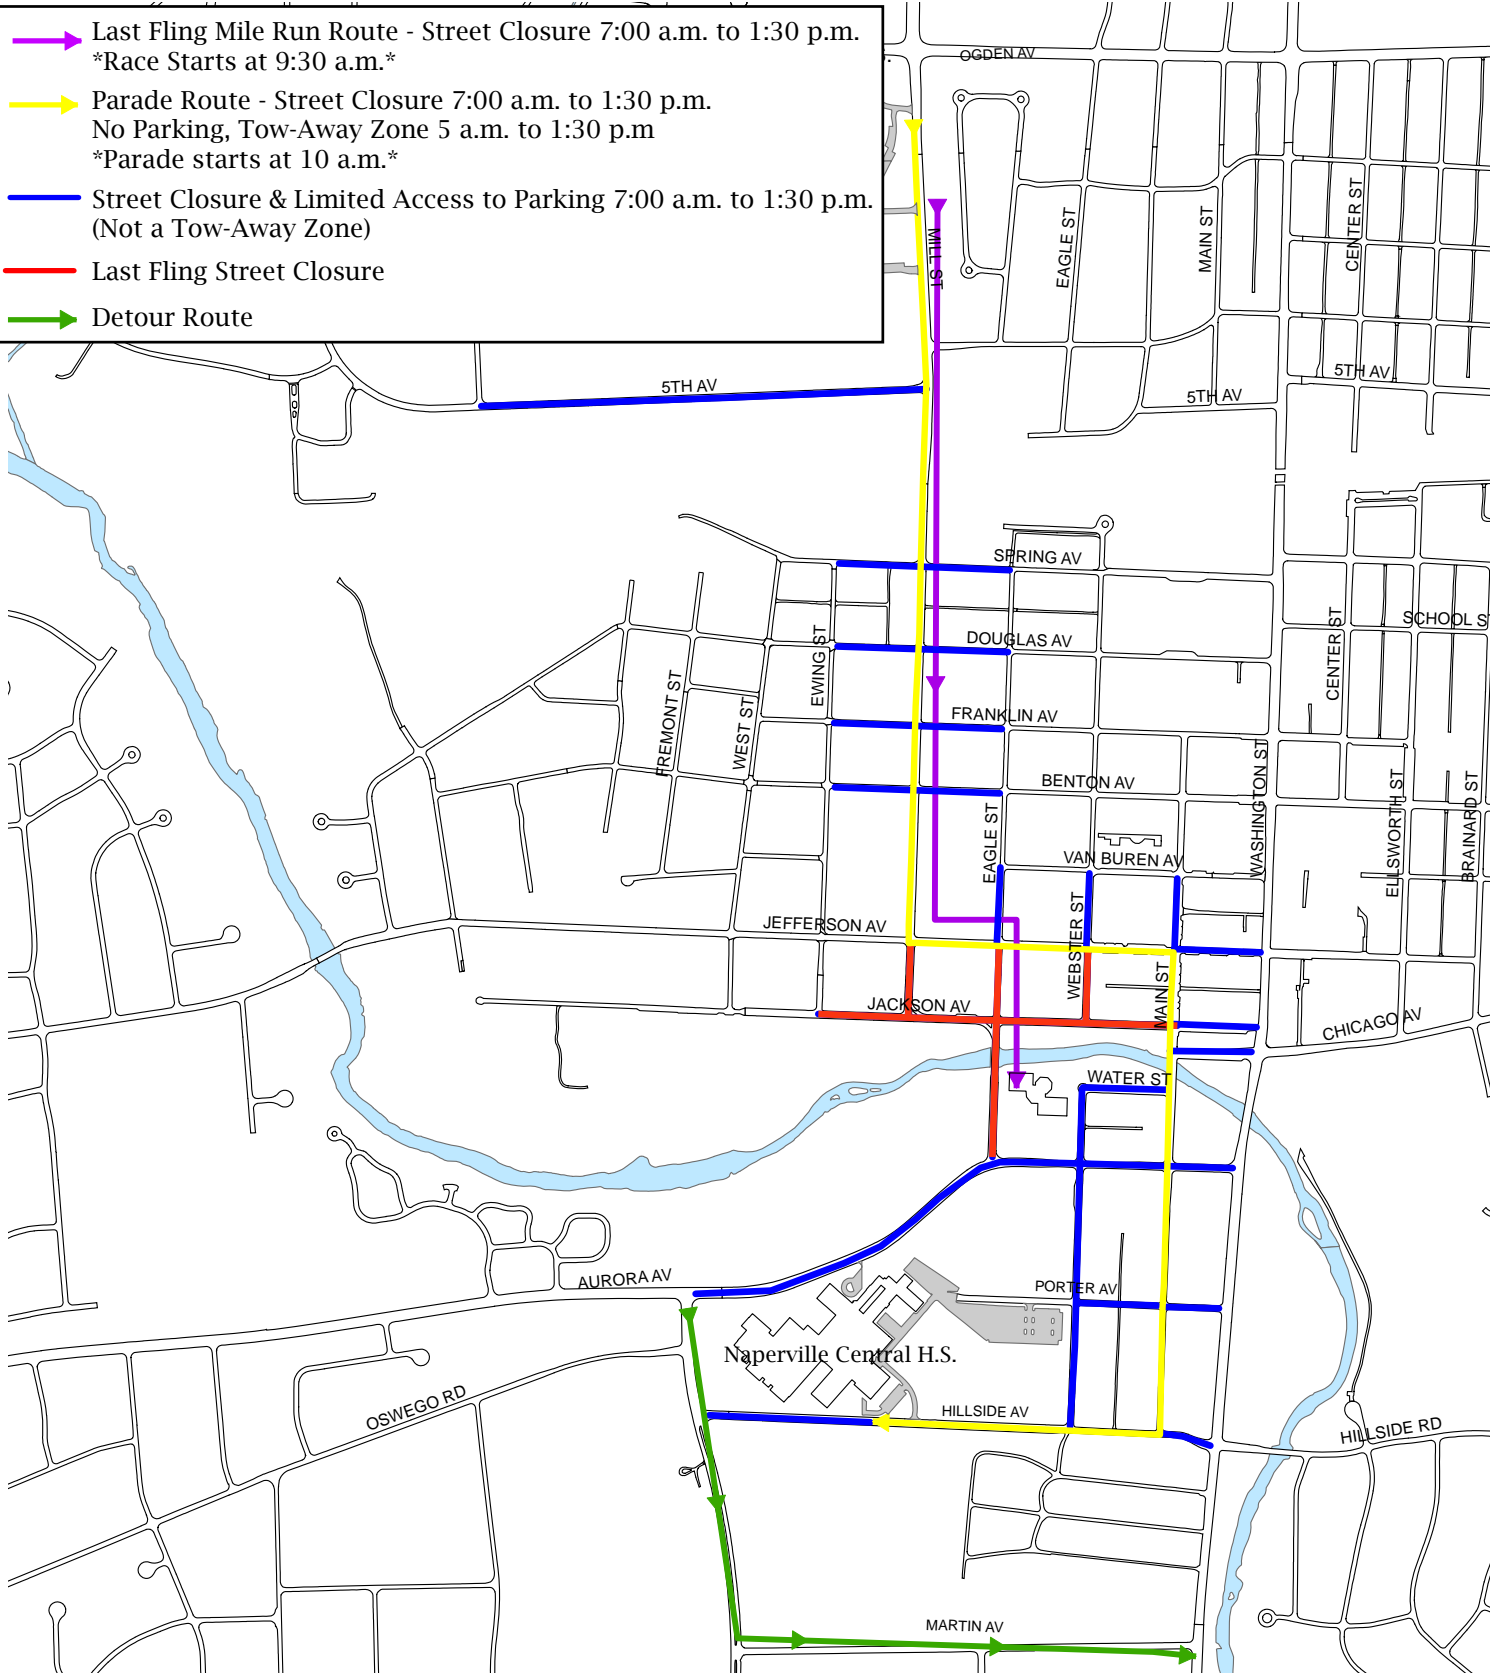 Last Fling Mile Run Route - Street Closure 7:00 a.m. to 1:30 p.m.
*Race Starts at 9:30 a.m.*
Parade Route - Street Closure 7:00 a.m. to 1:30 p.m.
No Parking, Tow-Away Zone 5 a.m. to 1:30 p.m
*Parade starts at 10 a.m.*
Street Closure & Limited Access to Parking 7:00 a.m. to 1:30 p.m.
(Not a Tow-Away Zone)
Last Fling Street Closure
Detour Route
OGDEN AV
MILL ST
EAGLE ST
MAIN ST
CENTER ST
5TH AV
5TH AV
5TH AV
SPRING AV
DOUGLAS AV
SCHOOL ST
EWING ST
FREMONT ST
WEST ST
CENTER ST
FRANKLIN AV
BENTON AV
WASHINGTON ST
ELLSWORTH ST
BRAINARD ST
EAGLE ST
VAN BUREN AV
WEBSTER ST
JEFFERSON AV
MAIN ST
JACKSON AV
CHICAGO AV
WATER ST
AURORA AV
PORTER AV
Naperville Central H.S.
OSWEGO RD
HILLSIDE AV
HILLSIDE RD
MARTIN AV